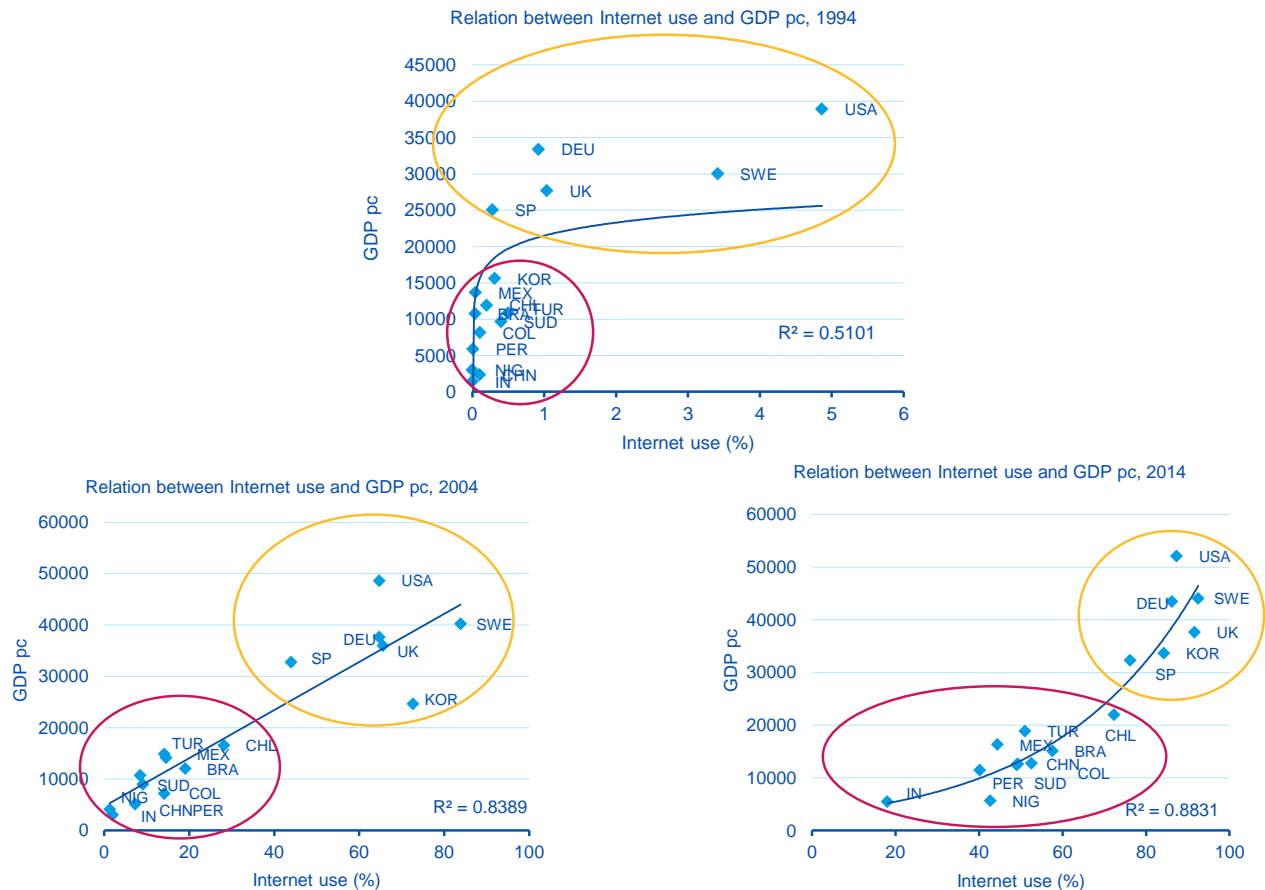 Relation between Internet use and GDP pc, 1994
GDP pc
45000
40000
35000
30000
25000
20000
15000
10000
5000
0
USA
DEU
SWE
UK
SP
KOR
MEX
CHL
TUR
BRA
SUD
COL
PER
NIG
CHN
IN
R² = 0.5101
0 1 2 3 4 5 6
Internet use (%)
Relation between Internet use and GDP pc, 2004
GDP pc
60000
50000
40000
30000
20000
10000
0
USA
SWE
DEU
UK
SP
KOR
TUR
CHL
MEX
BRA
SUD
COL
NIG
CHN
PER
IN
R² = 0.8389
0 20 40 60 80 100
Internet use (%)
Relation between Internet use and GDP pc, 2014
GDP pc
60000
50000
40000
30000
20000
10000
0
USA
DEU
SWE
UK
KOR
SP
TUR
CHL
MEX
BRA
CHN
COL
PER
SUD
IN
NIG
R² = 0.8831
0 20 40 60 80 100
Internet use (%)